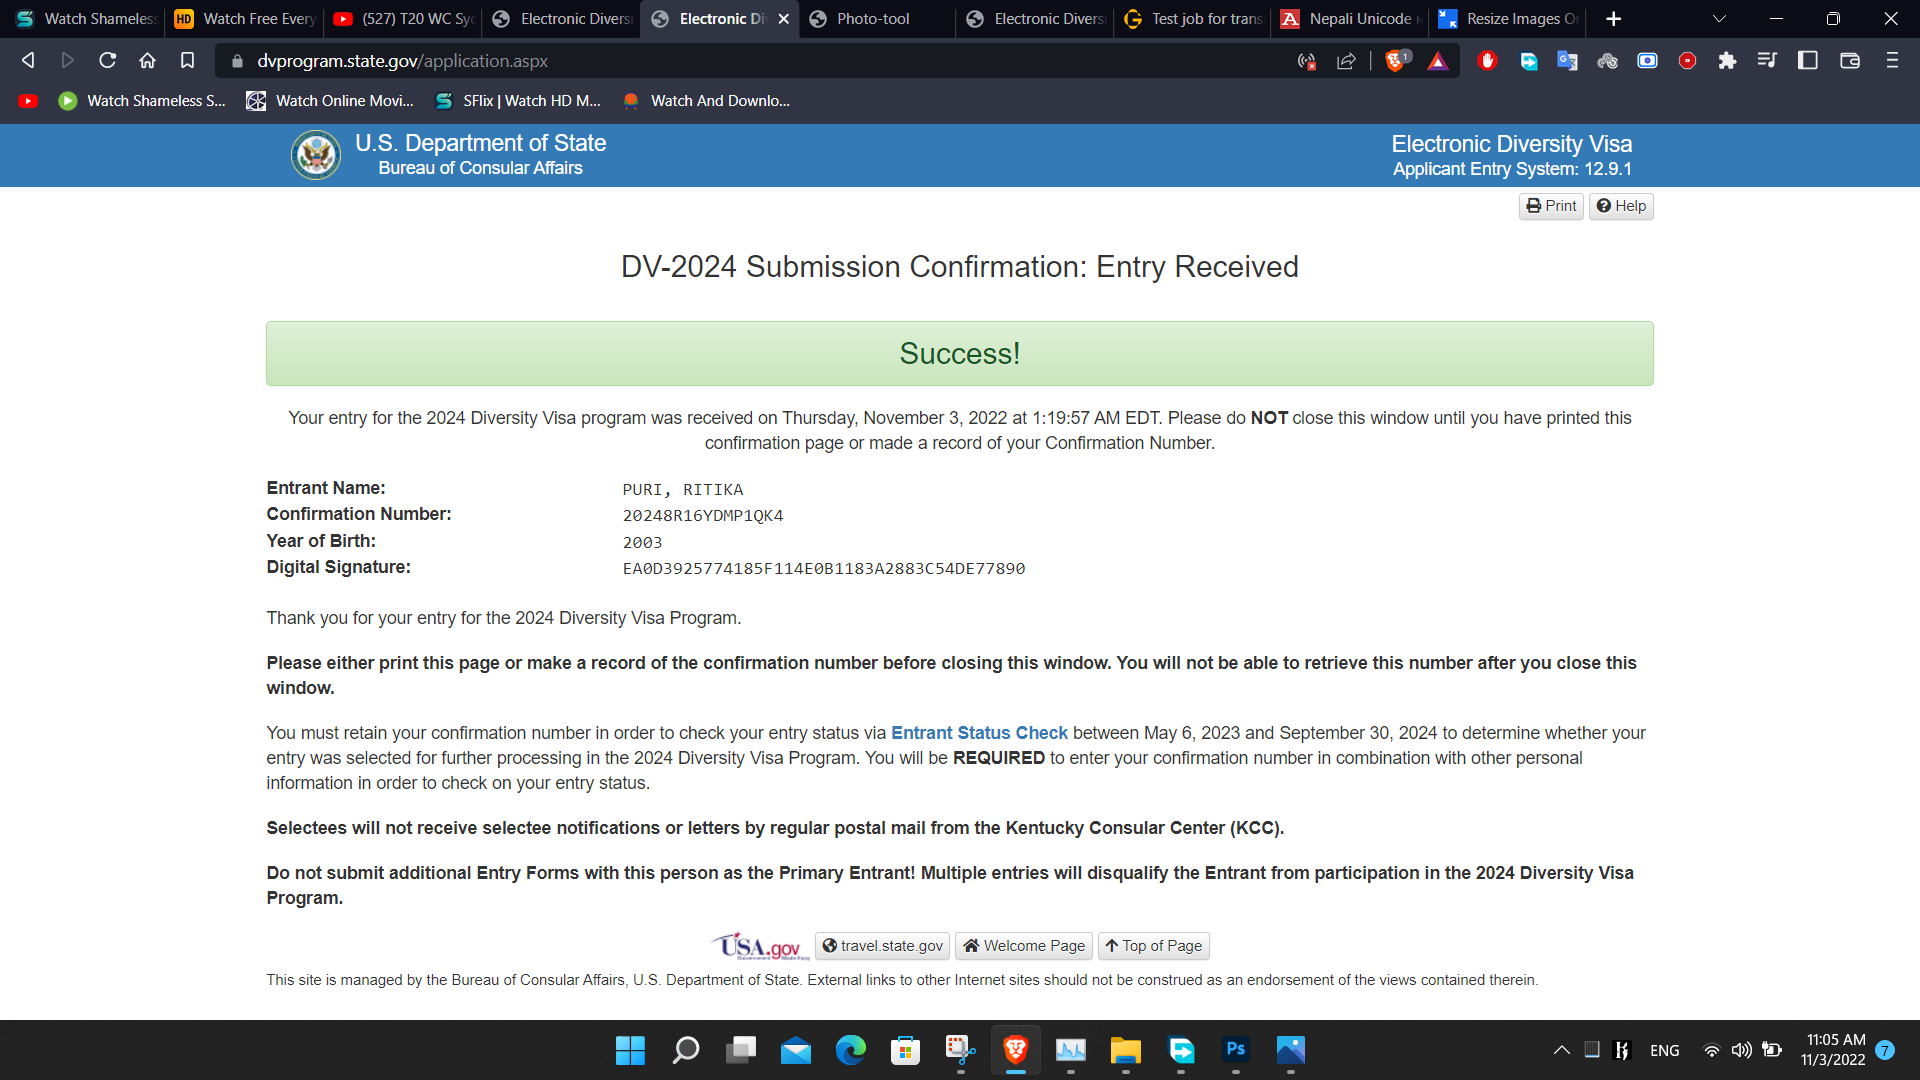 Watch Shameless
Watch Free Every
(527) T20 WC Syd
Electronic Diversi
Electronic Di
Photo-tool
Electronic Diversi
Test job for trans
Nepali Unicode
Resize Images O
dvprogram.state.gov/application.aspx
Watch Shameless S...
Watch Online Movi...
SFlix | Watch HD M...
Watch And Downlo...
U.S. Department of State
Bureau of Consular Affairs
Electronic Diversity Visa
Applicant Entry System: 12.9.1
Print
Help
DV-2024 Submission Confirmation: Entry Received
Success!
Your entry for the 2024 Diversity Visa program was received on Thursday, November 3, 2022 at 1:19:57 AM EDT. Please do NOT close this window until you have printed this
confirmation page or made a record of your Confirmation Number.
Entrant Name: PURI, RITIKA
Confirmation Number: 20248R16YDMP1QK4
Year of Birth: 2003
Digital Signature: EA0D3925774185F114E0B1183A2883C54DE77890
Thank you for your entry for the 2024 Diversity Visa Program.
Please either print this page or make a record of the confirmation number before closing this window. You will not be able to retrieve this number after you close this
window.
You must retain your confirmation number in order to check your entry status via Entrant Status Check between May 6, 2023 and September 30, 2024 to determine whether your
entry was selected for further processing in the 2024 Diversity Visa Program. You will be REQUIRED to enter your confirmation number in combination with other personal
information in order to check on your entry status.
Selectees will not receive selectee notifications or letters by regular postal mail from the Kentucky Consular Center (KCC).
Do not submit additional Entry Forms with this person as the Primary Entrant! Multiple entries will disqualify the Entrant from participation in the 2024 Diversity Visa
Program.
USA.gov
travel.state.gov
Welcome Page
Top of Page
This site is managed by the Bureau of Consular Affairs, U.S. Department of State. External links to other Internet sites should not be construed as an endorsement of the views contained therein.
Ps
ENG
11:05 AM
11/3/2022
7